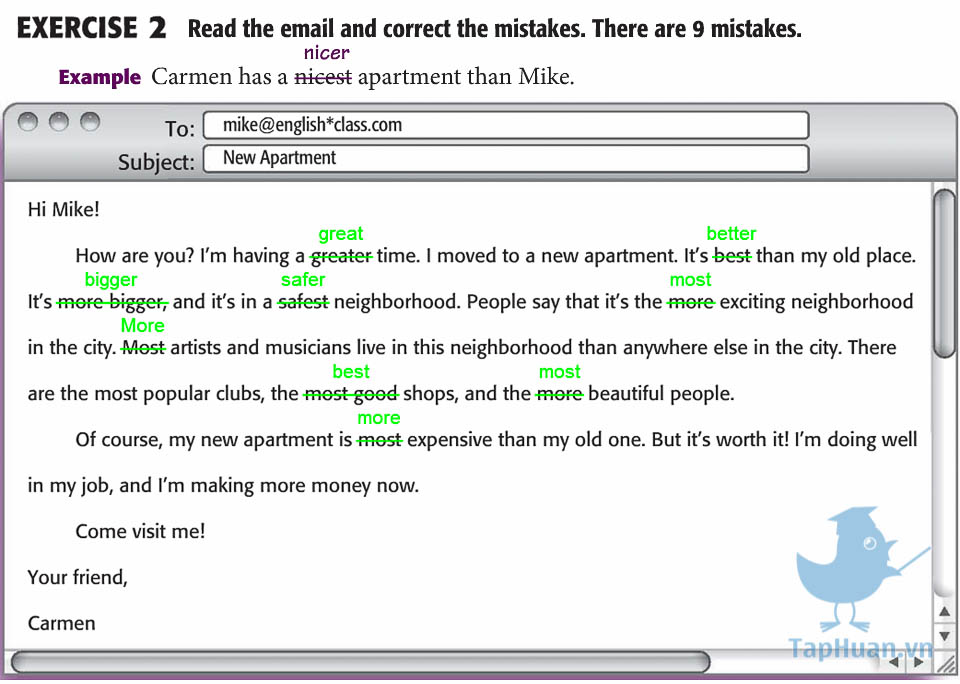 EXERCISE 2 Read the email and correct the mistakes. There are 9 mistakes.
nicer
Example Carmen has a nicest apartment than Mike.
To: mike@english*class.com
Subject: New Apartment
Hi Mike!
great better
How are you? I'm having a greater time. I moved to a new apartment. It's best than my old place.
bigger safer most
It's more bigger, and it's in a safest neighborhood. People say that it's the more exciting neighborhood
More
in the city. Most artists and musicians live in this neighborhood than anywhere else in the city. There
best most
are the most popular clubs, the most good shops, and the more beautiful people.
more
Of course, my new apartment is most expensive than my old one. But it's worth it! I'm doing well
in my job, and I'm making more money now.
Come visit me!
Your friend,
Carmen
TapHuan.vn